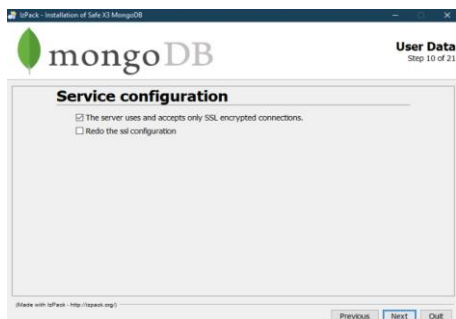 IzPack - Installation of Safe X3 MongoDB
mongoDB
User Data
Step 10 of 21
Service configuration
The server uses and accepts only SSL encrypted connections.
Redo the ssl configuration
(Made with IzPack - http://izpack.org/)
Previous Next Quit